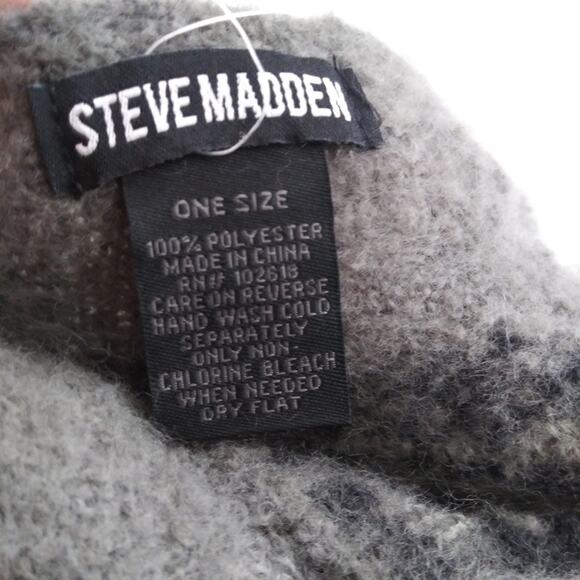 STEVE MADDEN
ONE SIZE
100% POLYESTER
MADE IN CHINA
RN# 102618
CARE ON REVERSE
HAND WASH COLD
SEPARATELY
ONLY NON-
CHLORINE BLEACH
WHEN NEEDED
DRY FLAT